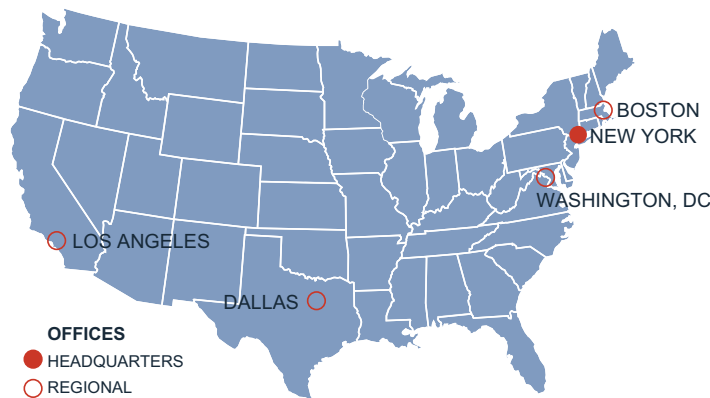 BOSTON
NEW YORK
WASHINGTON, DC
LOS ANGELES
DALLAS
OFFICES
HEADQUARTERS
REGIONAL